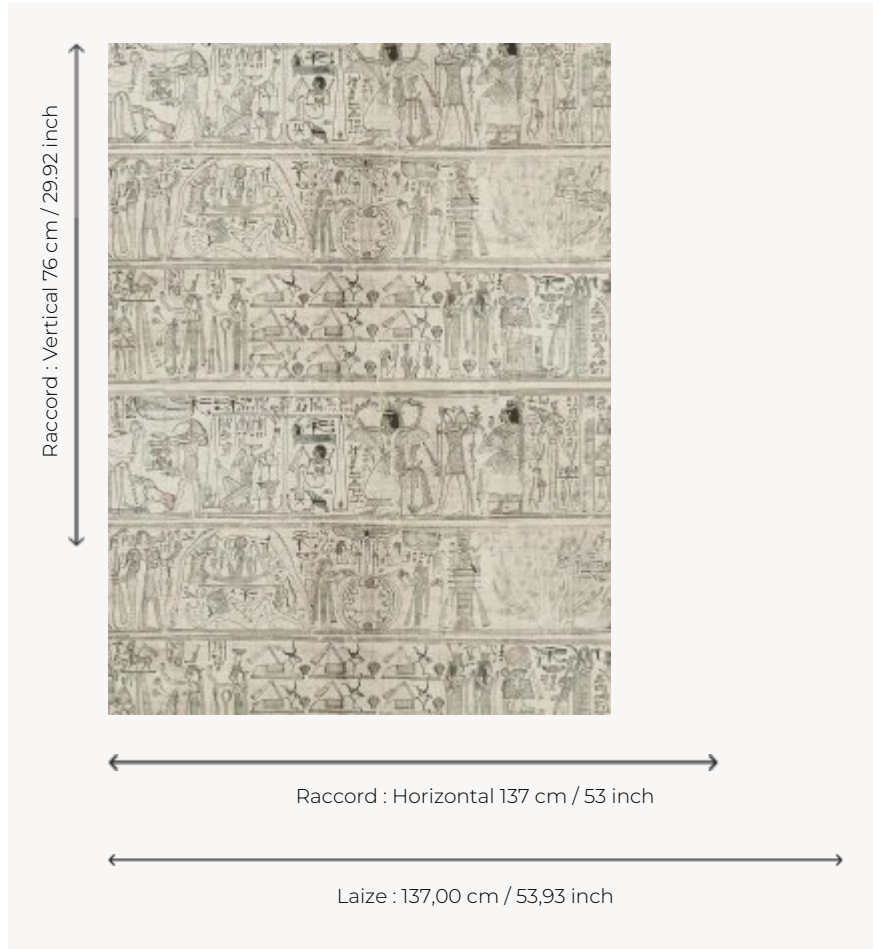 Raccord : Vertical 76 cm / 29.92 inch
Raccord : Horizontal 137 cm / 53 inch
Laize : 137,00 cm / 53,93 inch